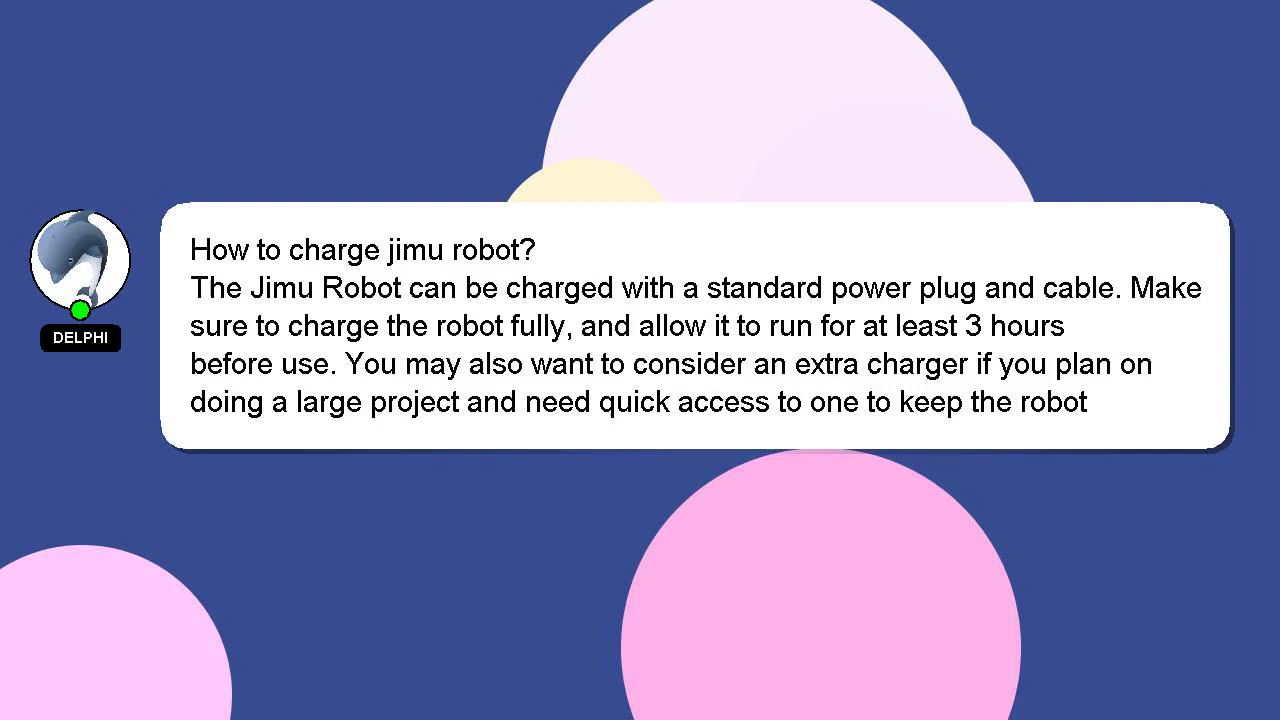 How to charge jimu robot?
The Jimu Robot can be charged with a standard power plug and cable. Make
sure to charge the robot fully, and allow it to run for at least 3 hours
before use. You may also want to consider an extra charger if you plan on
doing a large project and need quick access to one to keep the robot
DELPHI